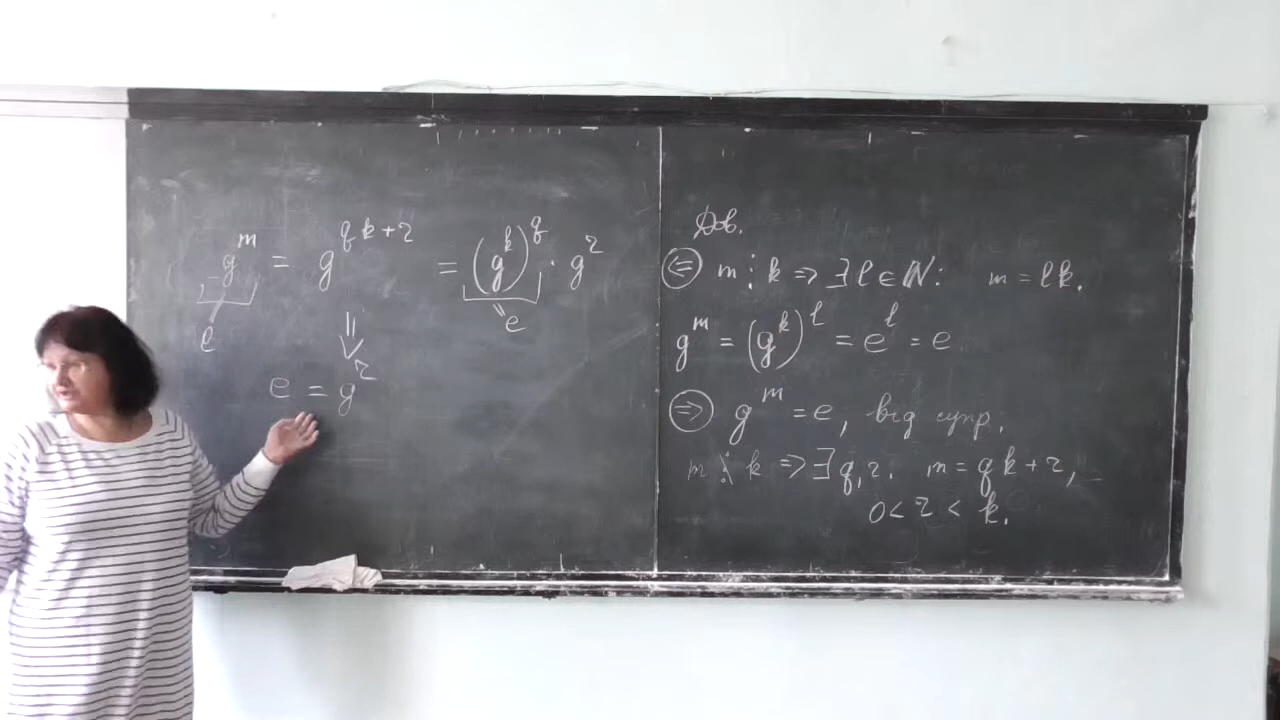 g^m = g^{qk+r} = (g^k)^q · g^r
e e
⇓
e = g^r
Дов.
⇐ m ⋮ k ⇒ ∃ l ∈ N: m = lk.
g^m = (g^k)^l = e^l = e
⇒ g^m = e, від супр.
m ⋮̸ k ⇒ ∃ q, r. m = qk + r,
0 < r < k.